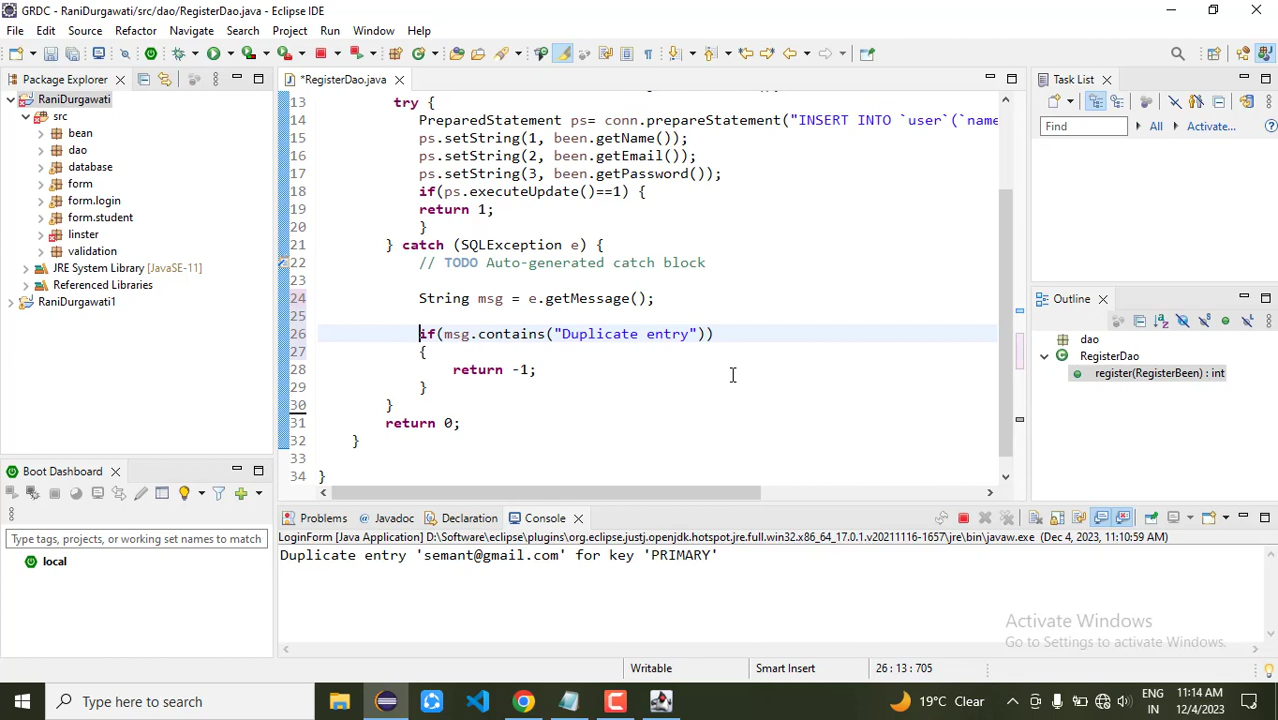 GRDC - RaniDurgawati/src/dao/RegisterDao.java - Eclipse IDE
File Edit Source Refactor Navigate Search Project Run Window Help
Package Explorer
RaniDurgawati
src
bean
dao
database
form
form.login
form.student
linster
validation
JRE System Library [JavaSE-11]
Referenced Libraries
RaniDurgawati1
*RegisterDao.java
13 try {
14 PreparedStatement ps= conn.prepareStatement("INSERT INTO `user`(`name
15 ps.setString(1, been.getName());
16 ps.setString(2, been.getEmail());
17 ps.setString(3, been.getPassword());
18 if(ps.executeUpdate()==1) {
19 return 1;
20 }
21 } catch (SQLException e) {
22 // TODO Auto-generated catch block
23
24 String msg = e.getMessage();
25
26 if(msg.contains("Duplicate entry"))
27 {
28 return -1;
29 }
30 }
31 return 0;
32 }
33
34 }
Task List
Find All Activate...
Outline
dao
RegisterDao
register(RegisterBeen) : int
Boot Dashboard
Type tags, projects, or working set names to match
local
Problems Javadoc Declaration Console
LoginForm [Java Application] D:\Software\eclipse\plugins\org.eclipse.justj.openjdk.hotspot.jre.full.win32.x86_64_17.0.1.v20211116-1657\jre\bin\javaw.exe (Dec 4, 2023, 11:10:59 AM)
Duplicate entry 'semant@gmail.com' for key 'PRIMARY'
Activate Windows
Go to Settings to activate Windows.
Writable Smart Insert 26 : 13 : 705
Type here to search
19°C Clear
ENG
IN
11:14 AM
12/4/2023